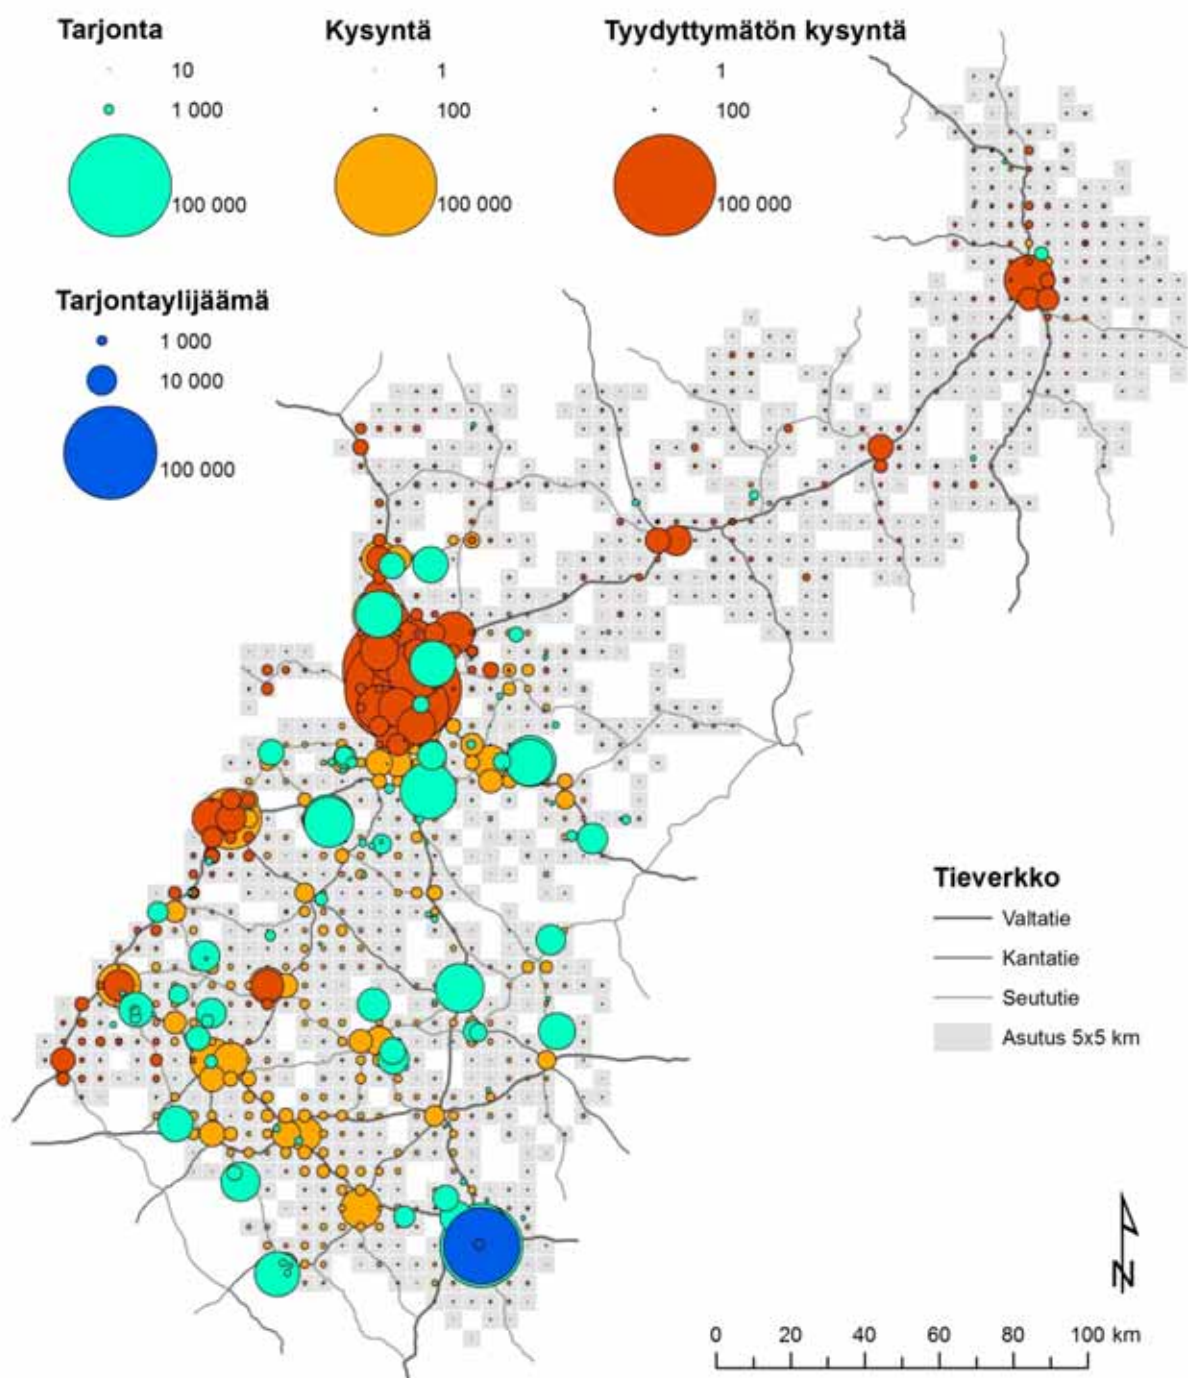 Tarjonta
10
1 000
100 000
Kysyntä
1
100
100 000
Tyydyttymätön kysyntä
1
100
100 000
Tarjontaylijäämä
1 000
10 000
100 000
Tieverkko
Valtatie
Kantatie
Seututie
Asutus 5x5 km
N
0 20 40 60 80 100 km